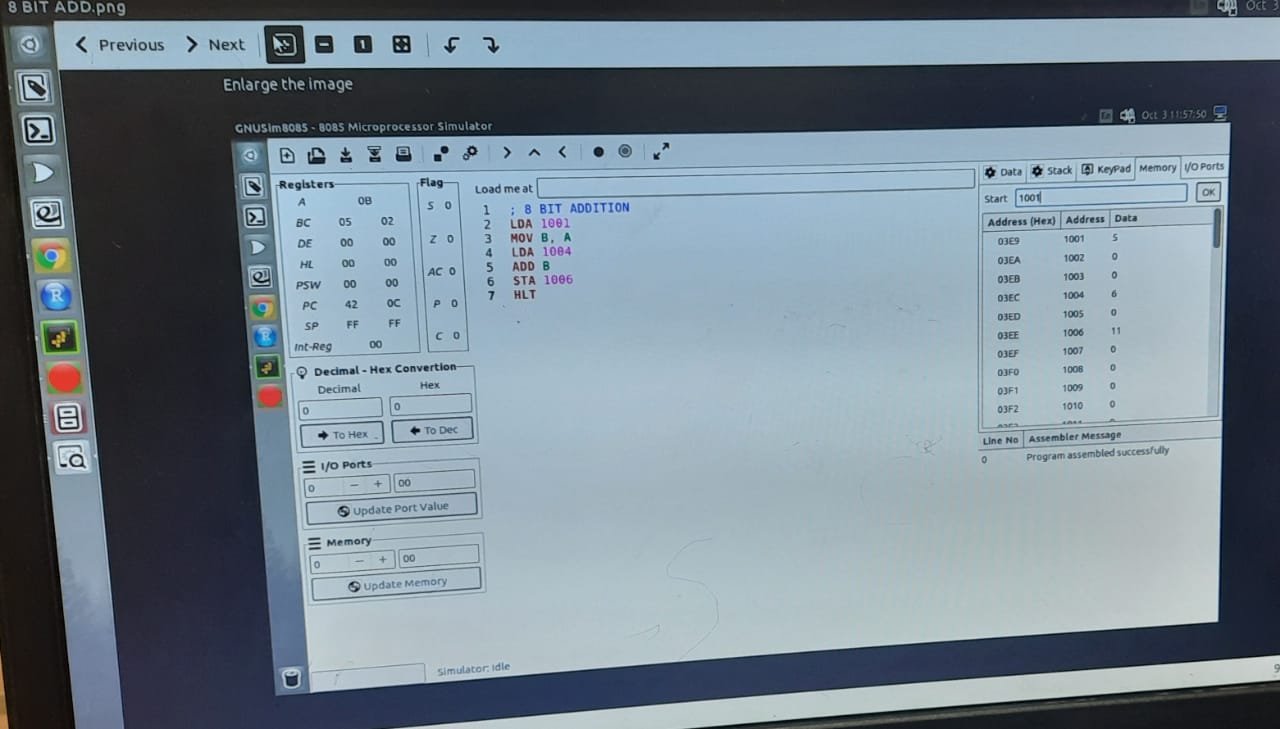 8 BIT ADD.png
Oct 3
Previous Next 1
Enlarge the image
GNUSim8085 - 8085 Microprocessor Simulator
En Oct 3 11:57:50
Registers
A 0B
BC 05 02
DE 00 00
HL 00 00
PSW 00 00
PC 42 0C
SP FF FF
Int-Reg 00
Flag
S 0
Z 0
AC 0
P 0
C 0
Load me at
1 ; 8 BIT ADDITION
2 LDA 1001
3 MOV B, A
4 LDA 1004
5 ADD B
6 STA 1006
7 HLT
Data Stack KeyPad Memory I/O Ports
Start 1001 OK
Address (Hex) Address Data
03E9 1001 5
03EA 1002 0
03EB 1003 0
03EC 1004 6
03ED 1005 0
03EE 1006 11
03EF 1007 0
03F0 1008 0
03F1 1009 0
03F2 1010 0
Line No Assembler Message
0 Program assembled successfully
Decimal - Hex Convertion
Decimal Hex
0 0
To Hex To Dec
I/O Ports
0 − + 00
Update Port Value
Memory
0 − + 00
Update Memory
Simulator: Idle